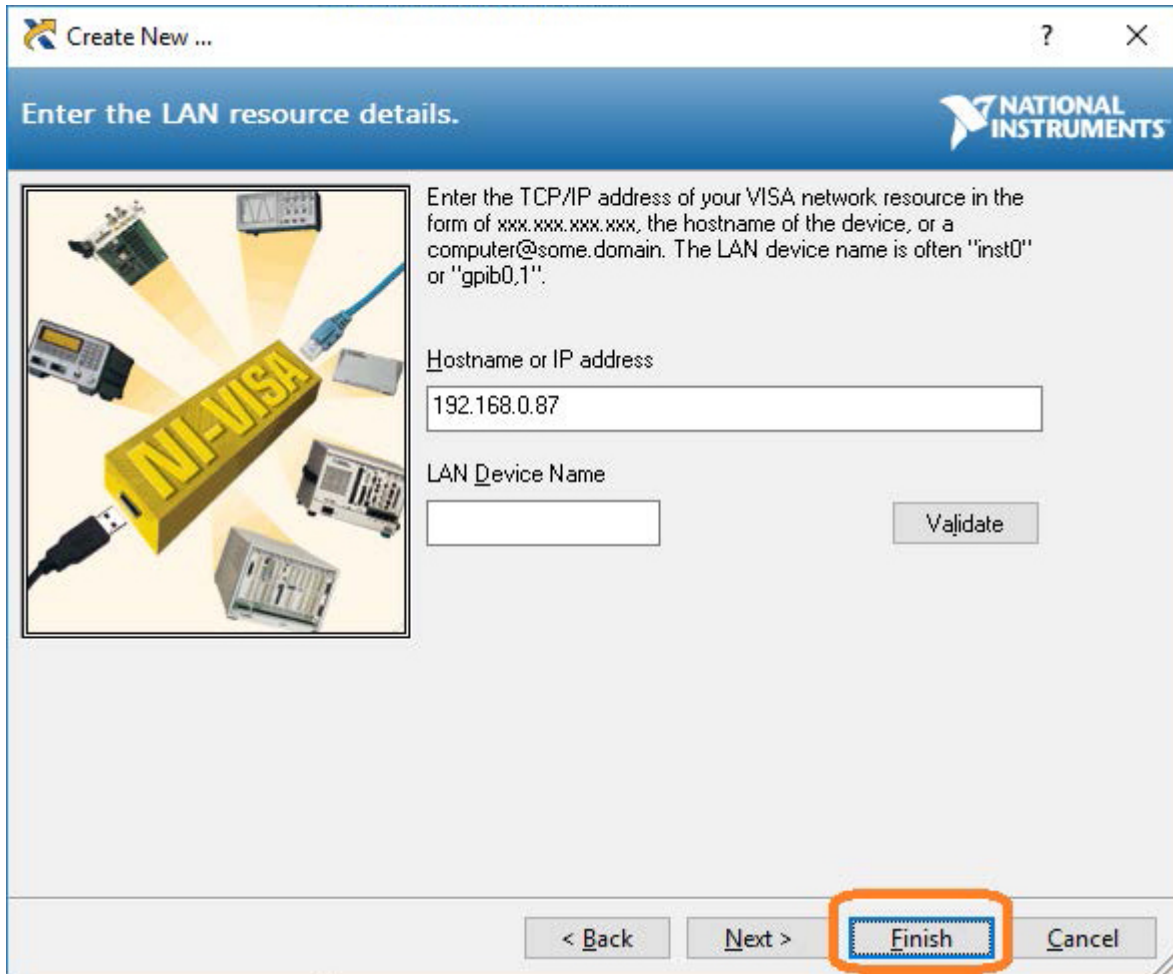 Create New ...
?
Enter the LAN resource details.
NATIONAL
INSTRUMENTS
Enter the TCP/IP address of your VISA network resource in the
form of xxx.xxx.xxx.xxx, the hostname of the device, or a
computer@some.domain. The LAN device name is often "inst0"
or "gpib0,1".
NI-VISA
Hostname or IP address
192.168.0.87
LAN Device Name
Validate
< Back
Next >
Finish
Cancel